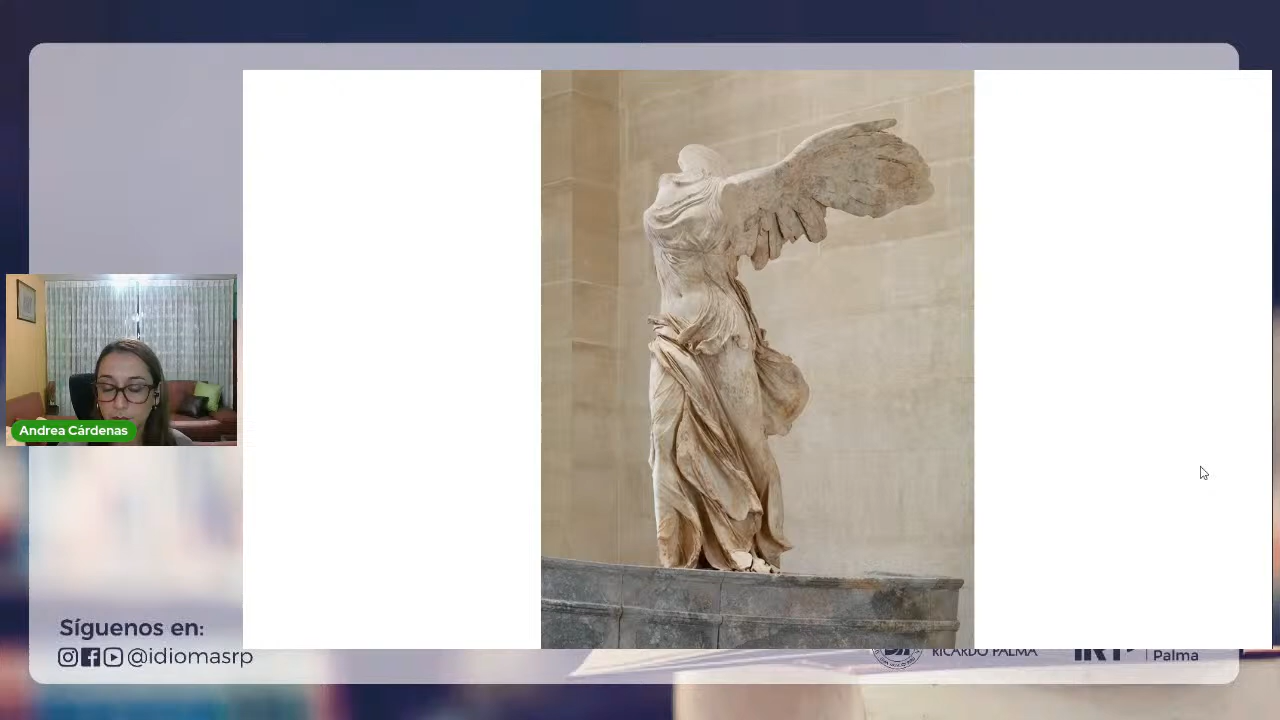 Andrea Cárdenas
Síguenos en:
@idiomasrp
RICARDO PALMA
Palma